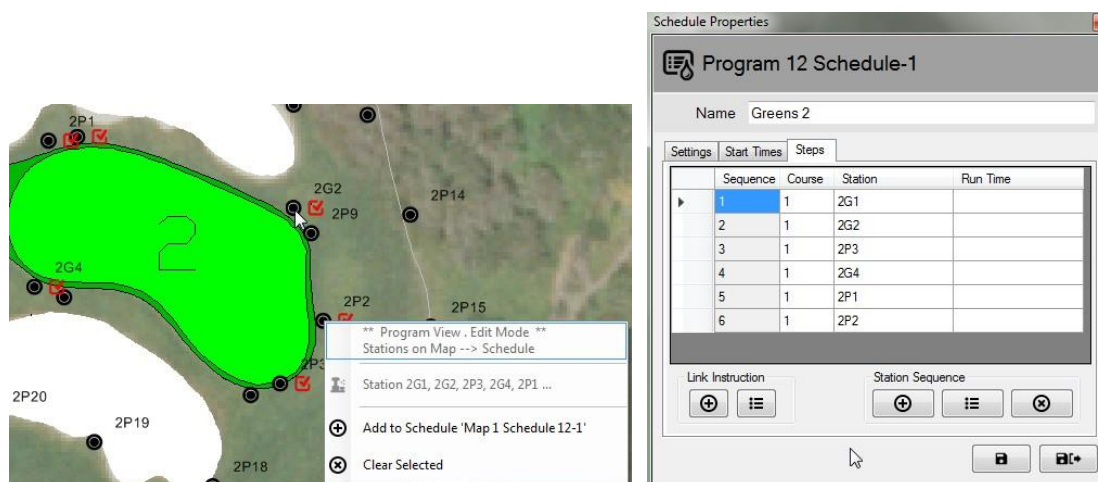 2P1
2G2
2P14
2P9
2
2G4
2P2
2P15
** Program View . Edit Mode **
Stations on Map --> Schedule
2P3
Station 2G1, 2G2, 2P3, 2G4, 2P1 ...
2P20
Add to Schedule 'Map 1 Schedule 12-1'
2P19
2P18
Clear Selected
Schedule Properties
Program 12 Schedule-1
Name Greens 2
Settings Start Times Steps
Sequence Course Station Run Time
1 1 2G1
2 1 2G2
3 1 2P3
4 1 2G4
5 1 2P1
6 1 2P2
Link Instruction Station Sequence